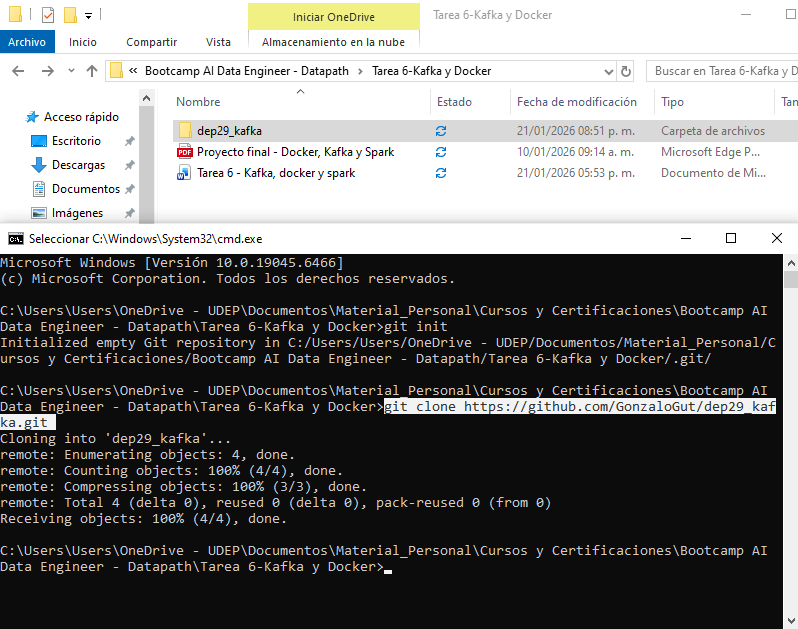 Iniciar OneDrive
Tarea 6-Kafka y Docker
Archivo Inicio Compartir Vista Almacenamiento en la nube
« Bootcamp AI Data Engineer - Datapath › Tarea 6-Kafka y Docker
Buscar en Tarea 6-Kafka y D
Nombre Estado Fecha de modificación Tipo Tan
Acceso rápido
Escritorio
Descargas
Documentos
Imágenes
dep29_kafka 21/01/2026 08:51 p. m. Carpeta de archivos
PDF Proyecto final - Docker, Kafka y Spark 10/01/2026 09:14 a. m. Microsoft Edge P...
Tarea 6 - Kafka, docker y spark 21/01/2026 05:53 p. m. Documento de Mi...
Seleccionar C:\Windows\System32\cmd.exe
Microsoft Windows [Versión 10.0.19045.6466]
(c) Microsoft Corporation. Todos los derechos reservados.
C:\Users\Users\OneDrive - UDEP\Documentos\Material_Personal\Cursos y Certificaciones\Bootcamp AI
Data Engineer - Datapath\Tarea 6-Kafka y Docker>git init
Initialized empty Git repository in C:/Users/Users/OneDrive - UDEP/Documentos/Material_Personal/C
ursos y Certificaciones/Bootcamp AI Data Engineer - Datapath/Tarea 6-Kafka y Docker/.git/
C:\Users\Users\OneDrive - UDEP\Documentos\Material_Personal\Cursos y Certificaciones\Bootcamp AI
Data Engineer - Datapath\Tarea 6-Kafka y Docker>git clone https://github.com/GonzaloGut/dep29_kaf
ka.git
Cloning into 'dep29_kafka'...
remote: Enumerating objects: 4, done.
remote: Counting objects: 100% (4/4), done.
remote: Compressing objects: 100% (3/3), done.
remote: Total 4 (delta 0), reused 0 (delta 0), pack-reused 0 (from 0)
Receiving objects: 100% (4/4), done.
C:\Users\Users\OneDrive - UDEP\Documentos\Material_Personal\Cursos y Certificaciones\Bootcamp AI
Data Engineer - Datapath\Tarea 6-Kafka y Docker>